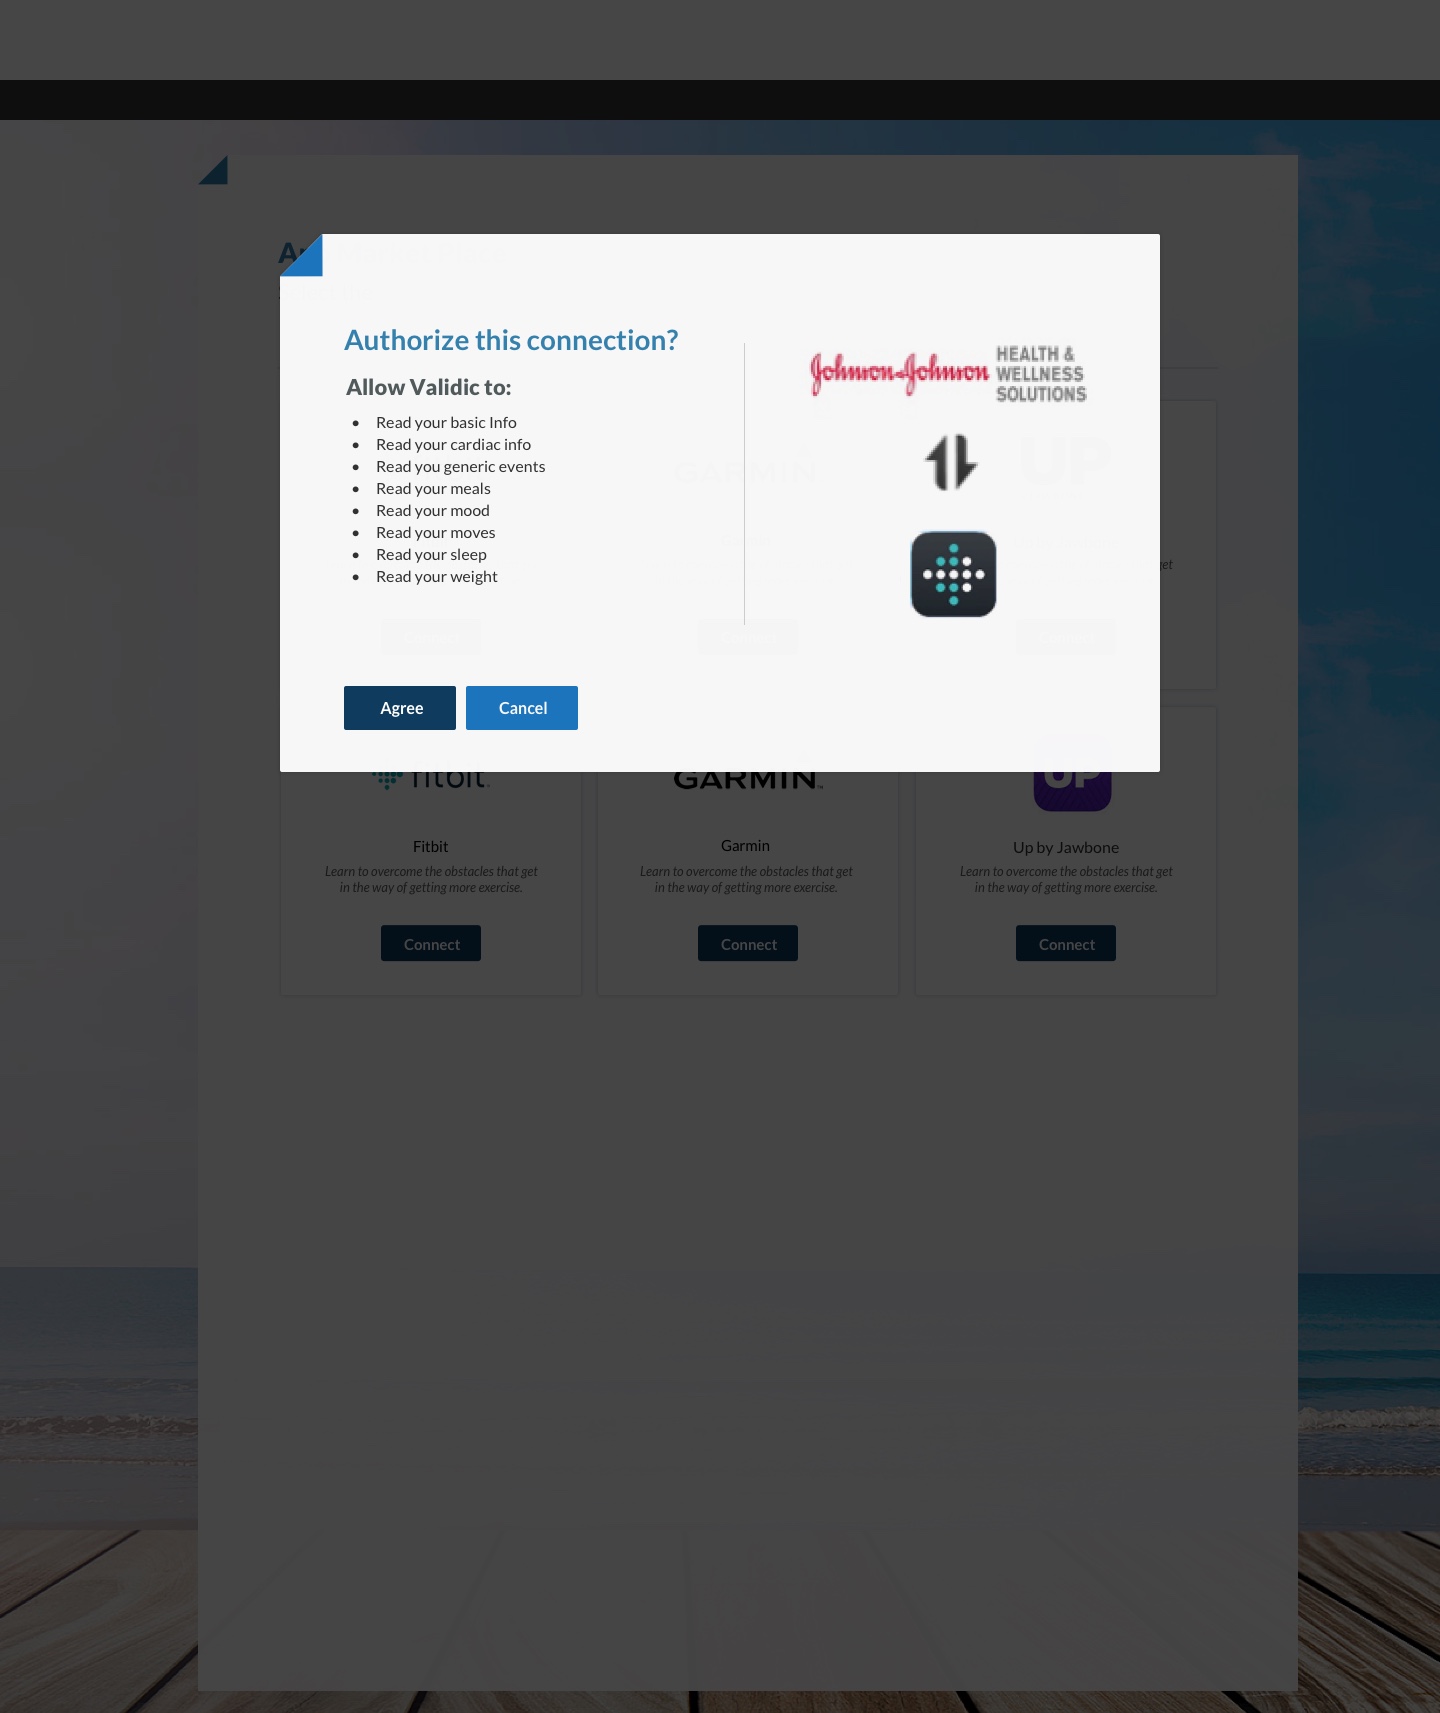 Authorize this connection?
Allow Validic to:
• Read your basic Info
• Read your cardiac info
• Read you generic events
• Read your meals
• Read your mood
• Read your moves
• Read your sleep
• Read your weight
Agree
Cancel
Johnson & Johnson
HEALTH &
WELLNESS
SOLUTIONS
GARMIN
UP
get
fitbit
GARMIN™
UP
Fitbit
Learn to overcome the obstacles that get
in the way of getting more exercise.
Connect
Garmin
Learn to overcome the obstacles that get
in the way of getting more exercise.
Connect
Up by Jawbone
Learn to overcome the obstacles that get
in the way of getting more exercise.
Connect